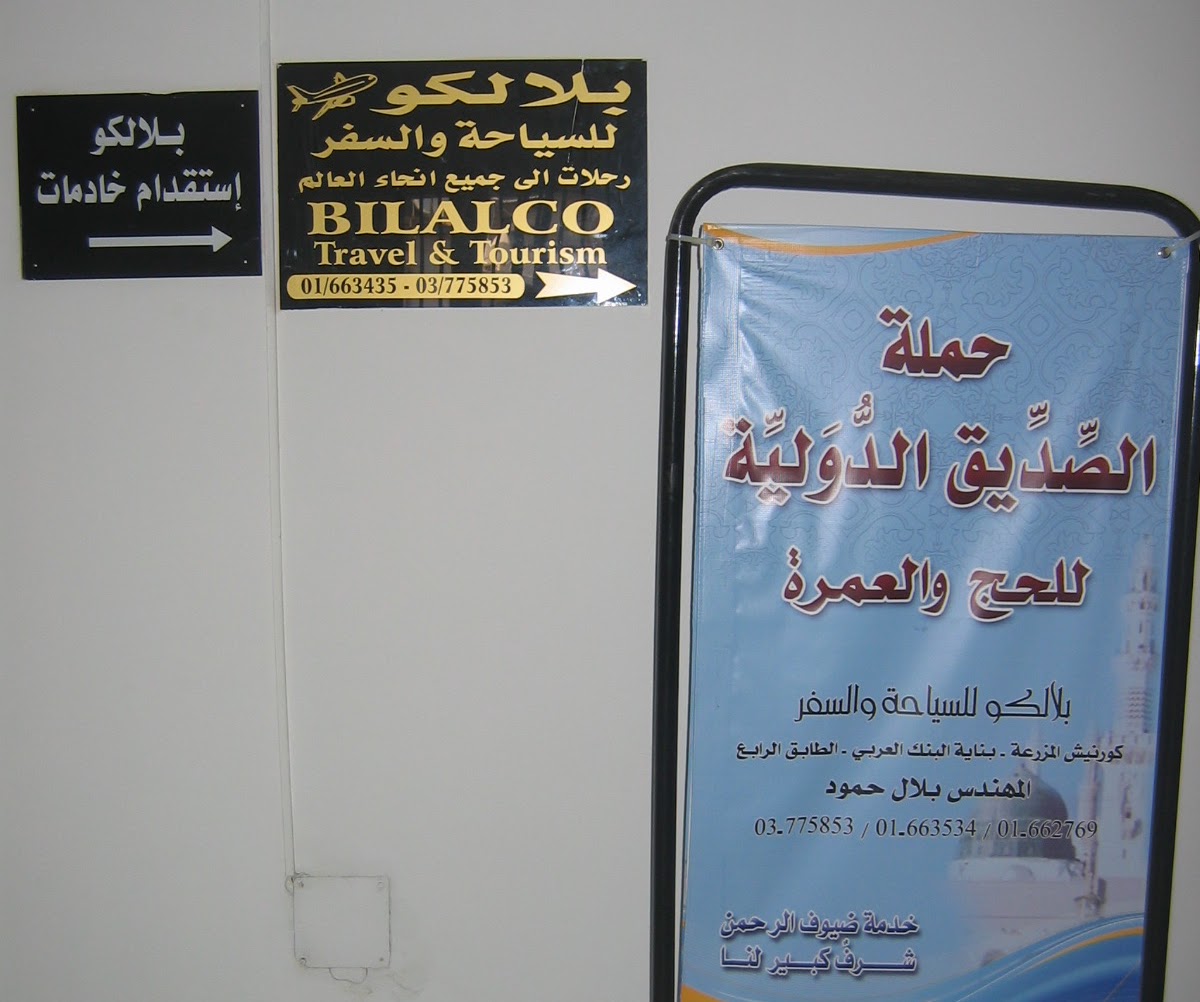 بلالكو
إستقدام خادمات
بلالكو
للسياحة والسفر
رحلات الى جميع انحاء العالم
BILALCO
Travel & Tourism
01/663435 - 03/775853
حملة
الصِّدِّيق الدُّوَليِّة
للحج والعمرة
بلالكو للسياحة والسفر
كورنيش المزرعة - بناية البنك العربي - الطابق الرابع
المهندس بلال حمود
03-775853 / 01-663534 / 01-662769
خدمة ضيوف الرحمن
شرفٌ كبير لنا